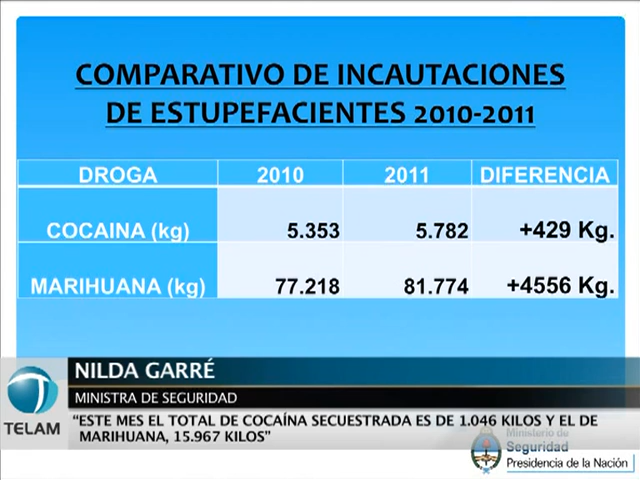 COMPARATIVO DE INCAUTACIONES
DE ESTUPEFACIENTES 2010-2011
DROGA 2010 2011 DIFERENCIA
COCAINA (kg) 5.353 5.782 +429 Kg.
MARIHUANA (kg) 77.218 81.774 +4556 Kg.
NILDA GARRÉ
MINISTRA DE SEGURIDAD
TELAM
“ESTE MES EL TOTAL DE COCAÍNA SECUESTRADA ES DE 1.046 KILOS Y EL DE
MARIHUANA, 15.967 KILOS”
Ministerio de
Seguridad
Presidencia de la Nación